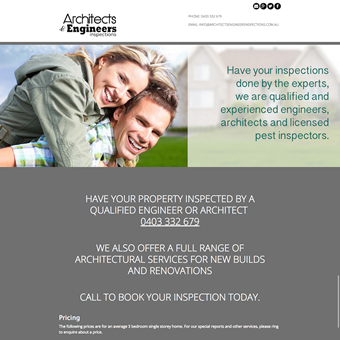 Architects
& Engineers
inspections
PHONE: 0403 332 679
EMAIL: INFO@ARCHITECTSENGINEERSINSPECTIONS.COM.AU
Have your inspections
done by the experts,
we are qualified and
experienced engineers,
architects and licensed
pest inspectors.
HAVE YOUR PROPERTY INSPECTED BY A
QUALIFIED ENGINEER OR ARCHITECT
0403 332 679
WE ALSO OFFER A FULL RANGE OF
ARCHITECTURAL SERVICES FOR NEW BUILDS
AND RENOVATIONS
CALL TO BOOK YOUR INSPECTION TODAY.
Pricing
The following prices are for an average 3 bedroom single storey home. For our special reports and other services, please ring
to enquire about a price.